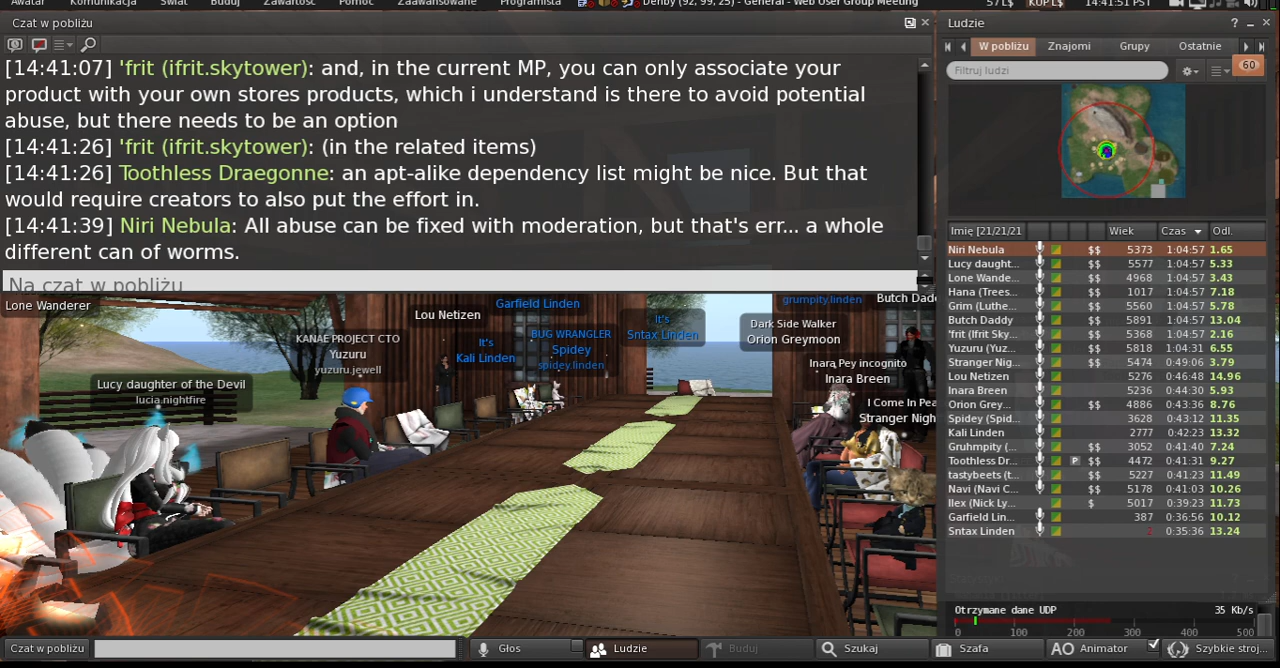 Awatar Komunikacja Świat Buduj Zawartość Pomoc Zaawansowane Programista Denby (92, 99, 25) - General - Web User Group Meeting 57 L$ KUP L$ 14:41:51 PST
Czat w pobliżu
[14:41:07] 'frit (ifrit.skytower): and, in the current MP, you can only associate your
product with your own stores products, which i understand is there to avoid potential
abuse, but there needs to be an option
[14:41:26] 'frit (ifrit.skytower): (in the related items)
[14:41:26] Toothless Draegonne: an apt-alike dependency list might be nice. But that
would require creators to also put the effort in.
[14:41:39] Niri Nebula: All abuse can be fixed with moderation, but that's err... a whole
different can of worms.
Na czat w pobliżu
Lone Wanderer
Garfield Linden
grumpity.linden
Butch Dadd
Lou Netizen
It's
Sntax Linden
Dark Side Walker
Orion Greymoon
KANAE PROJECT CTO
Yuzuru
yuzuru.jewell
It's
Kali Linden
BUG WRANGLER
Spidey
spidey.linden
Inara Pey incognito
Inara Breen
Lucy daughter of the Devil
lucia.nightfire
I Come In Pea
Stranger Nigh
Ludzie
W pobliżu Znajomi Grupy Ostatnie
Filtruj ludzi
60
Imię [21/21/21 Wiek Czas Odl.
Niri Nebula $$ 5373 1:04:57 1.65
Lucy daught... 5577 1:04:57 5.33
Lone Wande... $$ 4968 1:04:57 3.43
Hana (Trees... $$ 1017 1:04:57 7.18
Grim (Luthe... $$ 5560 1:04:57 5.78
Butch Daddy $$ 5891 1:04:57 13.04
'frit (Ifrit Sky... $$ 5368 1:04:57 2.16
Yuzuru (Yuz... $$ 5818 1:04:31 6.55
Stranger Nig... $$ 5474 0:49:06 3.79
Lou Netizen 5276 0:46:48 14.96
Inara Breen 5236 0:44:30 5.93
Orion Grey... $$ 4886 0:43:36 8.76
Spidey (Spid... 3628 0:43:12 11.35
Kali Linden 2777 0:42:23 13.32
Gruhmpity (... $$ 3052 0:41:40 7.24
Toothless Dr... P $$ 4472 0:41:31 9.27
tastybeets (t... $$ 5227 0:41:23 11.49
Navi (Navi C... $$ 5178 0:41:03 10.26
Ilex (Nick Ly... $ 5017 0:39:23 11.73
Garfield Lin... 387 0:36:56 10.12
Sntax Linden 2 0:35:36 13.24
Otrzymane dane UDP 35 Kb/s
0 100 200 300 400 500
Czat w pobliżu Głos Ludzie Buduj Szukaj Szafa AO Animator Szybkie stroj...